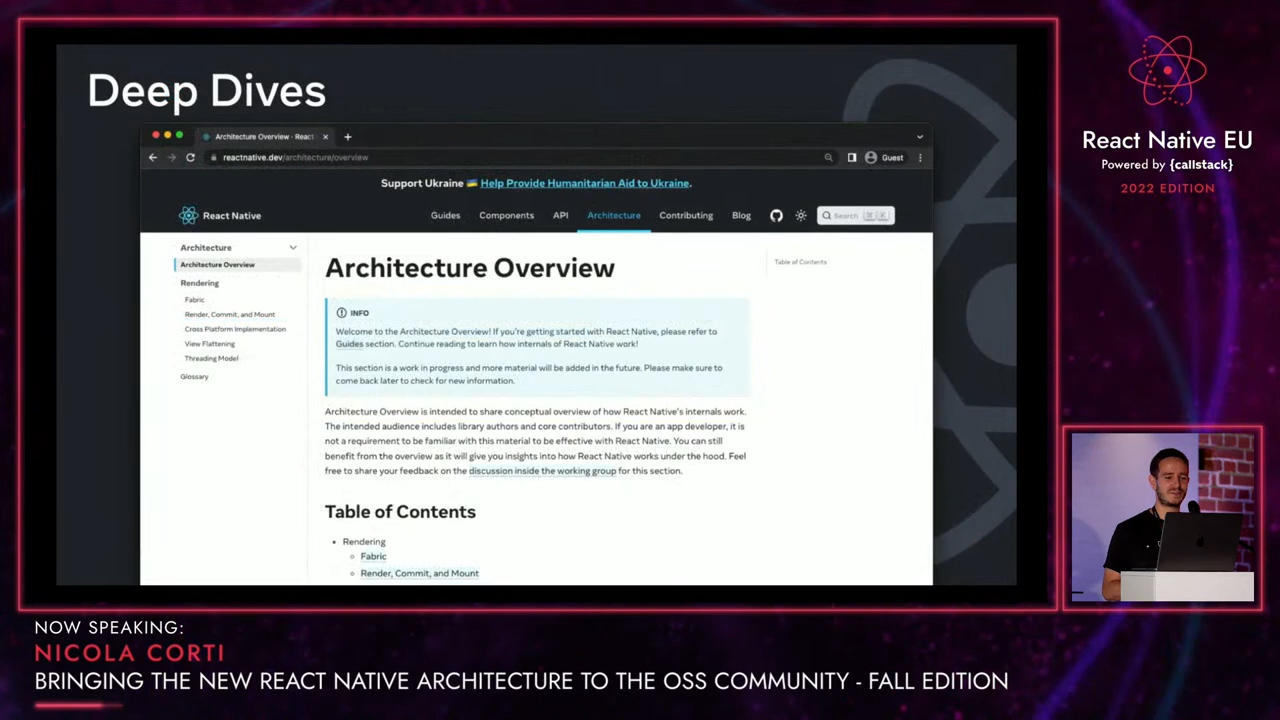 Deep Dives
Architecture Overview · React
reactnative.dev/architecture/overview
Guest
Support Ukraine 🇺🇦 Help Provide Humanitarian Aid to Ukraine.
React Native
Guides
Components
API
Architecture
Contributing
Blog
Search ⌘ K
Architecture
Architecture Overview
Rendering
Fabric
Render, Commit, and Mount
Cross Platform Implementation
View Flattening
Threading Model
Glossary
Architecture Overview
INFO
Welcome to the Architecture Overview! If you're getting started with React Native, please refer to
Guides section. Continue reading to learn how internals of React Native work!
This section is a work in progress and more material will be added in the future. Please make sure to
come back later to check for new information.
Architecture Overview is intended to share conceptual overview of how React Native's internals work.
The intended audience includes library authors and core contributors. If you are an app developer, it is
not a requirement to be familiar with this material to be effective with React Native. You can still
benefit from the overview as it will give you insights into how React Native works under the hood. Feel
free to share your feedback on the discussion inside the working group for this section.
Table of Contents
Rendering
Fabric
Render, Commit, and Mount
Table of Contents
React Native EU
Powered by {callstack}
2022 EDITION
NOW SPEAKING:
NICOLA CORTI
BRINGING THE NEW REACT NATIVE ARCHITECTURE TO THE OSS COMMUNITY - FALL EDITION